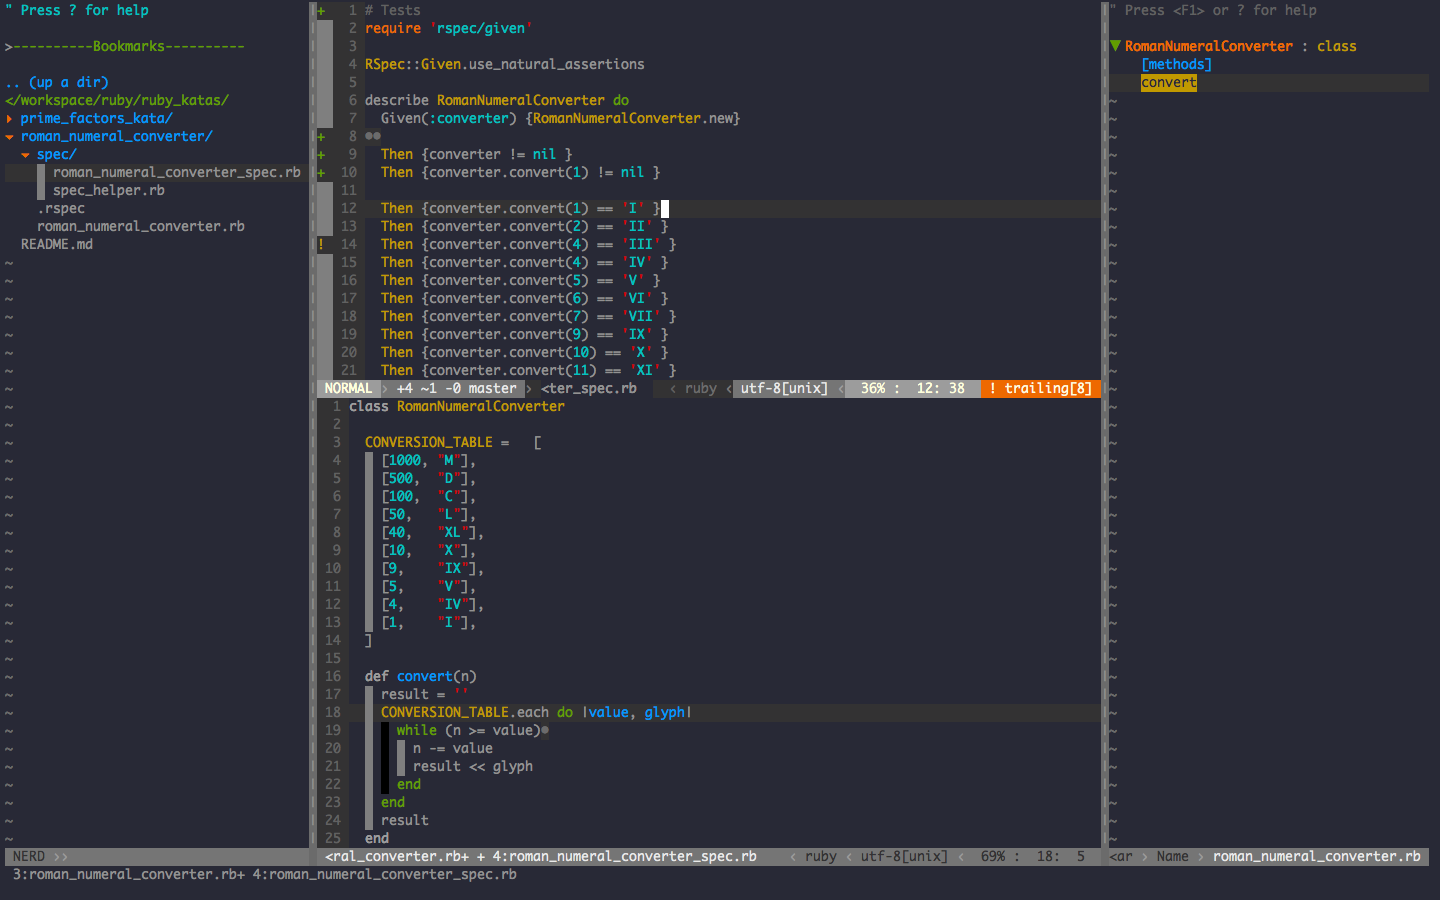 " Press ? for help
>----------Bookmarks----------
.. (up a dir)
</workspace/ruby/ruby_katas/
▸ prime_factors_kata/
▾ roman_numeral_converter/
▾ spec/
roman_numeral_converter_spec.rb
spec_helper.rb
.rspec
roman_numeral_converter.rb
README.md
NERD
+ 1 # Tests
2 require 'rspec/given'
3
4 RSpec::Given.use_natural_assertions
5
6 describe RomanNumeralConverter do
7 Given(:converter) {RomanNumeralConverter.new}
+ 8 ••
+ 9 Then {converter != nil }
+ 10 Then {converter.convert(1) != nil }
11
12 Then {converter.convert(1) == 'I' }
13 Then {converter.convert(2) == 'II' }
! 14 Then {converter.convert(4) == 'III' }
15 Then {converter.convert(4) == 'IV' }
16 Then {converter.convert(5) == 'V' }
17 Then {converter.convert(6) == 'VI' }
18 Then {converter.convert(7) == 'VII' }
19 Then {converter.convert(9) == 'IX' }
20 Then {converter.convert(10) == 'X' }
21 Then {converter.convert(11) == 'XI' }
NORMAL › +4 ~1 -0 master › <ter_spec.rb ‹ ruby ‹ utf-8[unix] ‹ 36% : 12: 38 ! trailing[8]
1 class RomanNumeralConverter
2
3 CONVERSION_TABLE = [
4 [1000, "M"],
5 [500, "D"],
6 [100, "C"],
7 [50, "L"],
8 [40, "XL"],
9 [10, "X"],
10 [9, "IX"],
11 [5, "V"],
12 [4, "IV"],
13 [1, "I"],
14 ]
15
16 def convert(n)
17 result = ''
18 CONVERSION_TABLE.each do |value, glyph|
19 while (n >= value)•
20 n -= value
21 result << glyph
22 end
23 end
24 result
25 end
<ral_converter.rb+ + 4:roman_numeral_converter_spec.rb ‹ ruby ‹ utf-8[unix] ‹ 69% : 18: 5
" Press <F1> or ? for help
▼ RomanNumeralConverter : class
[methods]
convert
<ar › Name › roman_numeral_converter.rb
3:roman_numeral_converter.rb+ 4:roman_numeral_converter_spec.rb